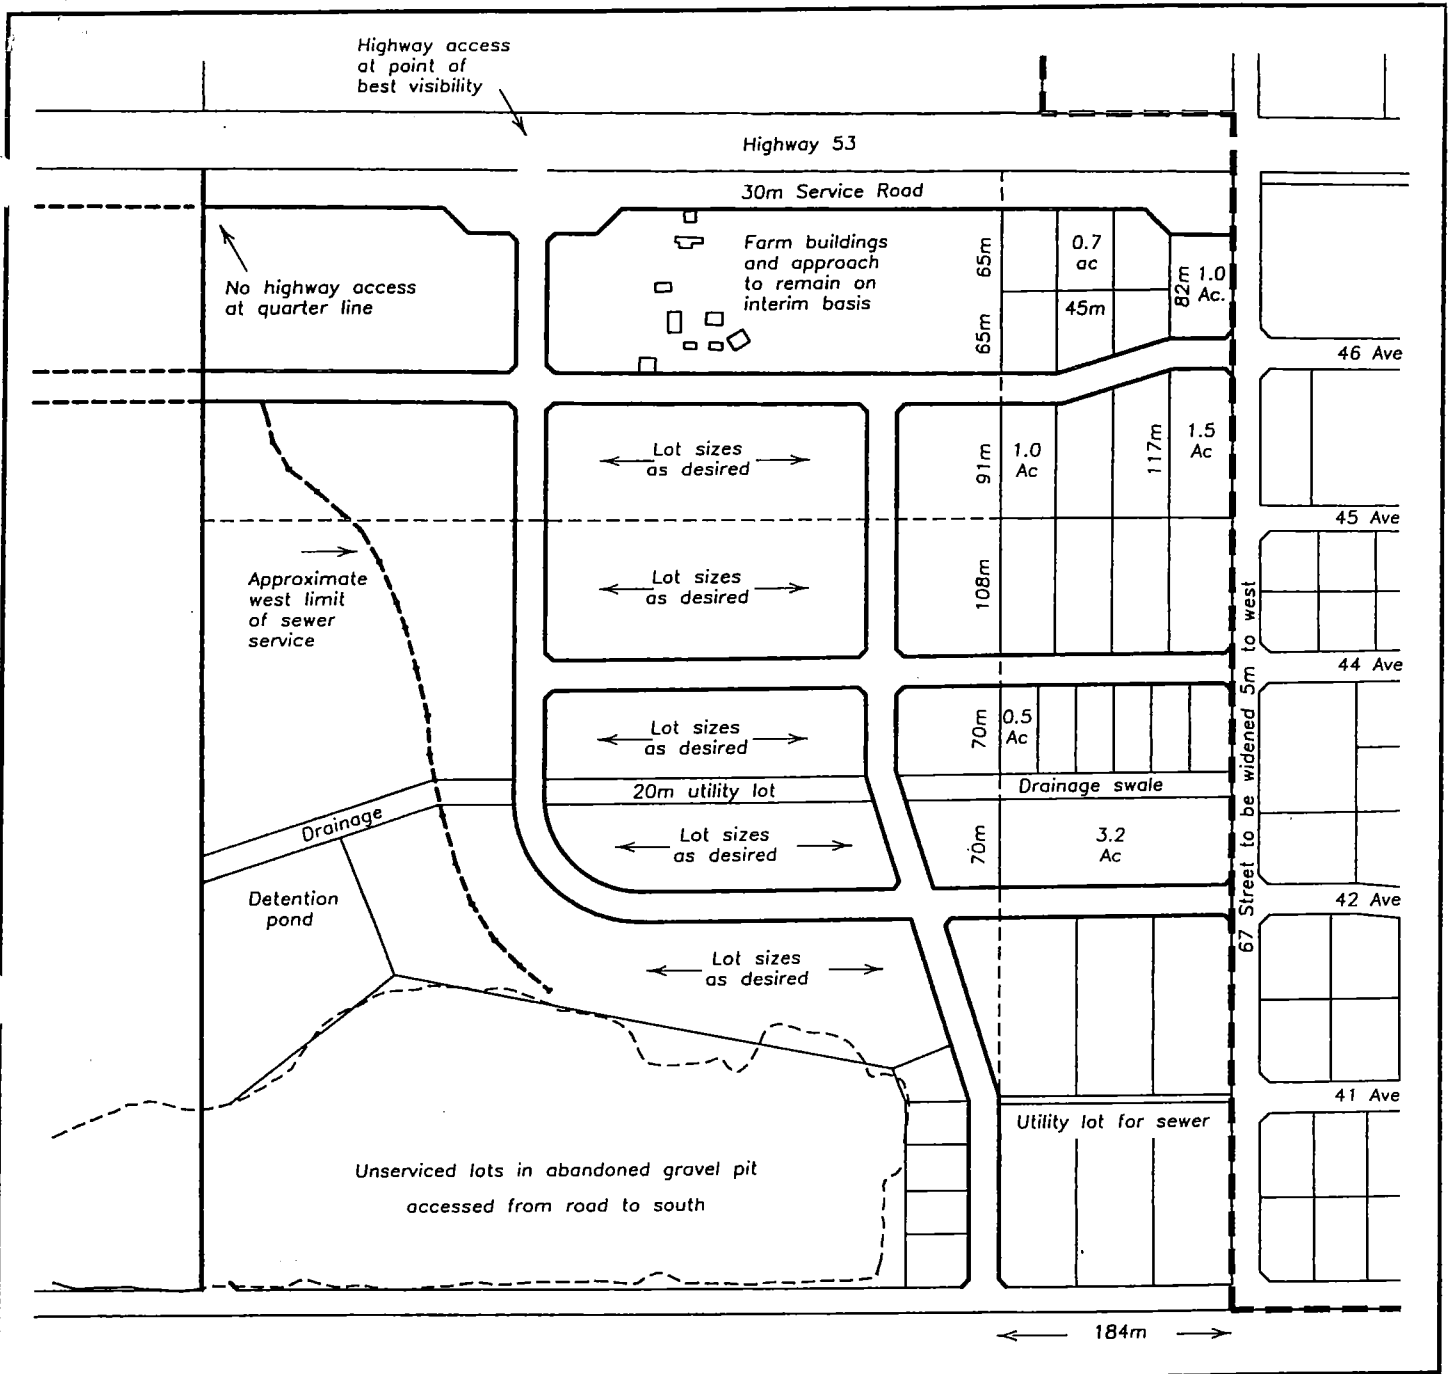 Highway access
at point of
best visibility
Highway 53
30m Service Road
No highway access
at quarter line
Farm buildings
and approach
to remain on
interim basis
65m
65m
0.7
ac
45m
82m
1.0
Ac.
46 Ave
Lot sizes
as desired
91m
1.0
Ac
117m
1.5
Ac
45 Ave
Approximate
west limit
of sewer
service
Lot sizes
as desired
108m
67 Street to be widened 5m to west
44 Ave
Lot sizes
as desired
70m
0.5
Ac
20m utility lot
Drainage swale
Drainage
Lot sizes
as desired
70m
3.2
Ac
Detention
pond
42 Ave
Lot sizes
as desired
41 Ave
Utility lot for sewer
Unserviced lots in abandoned gravel pit
accessed from road to south
184m